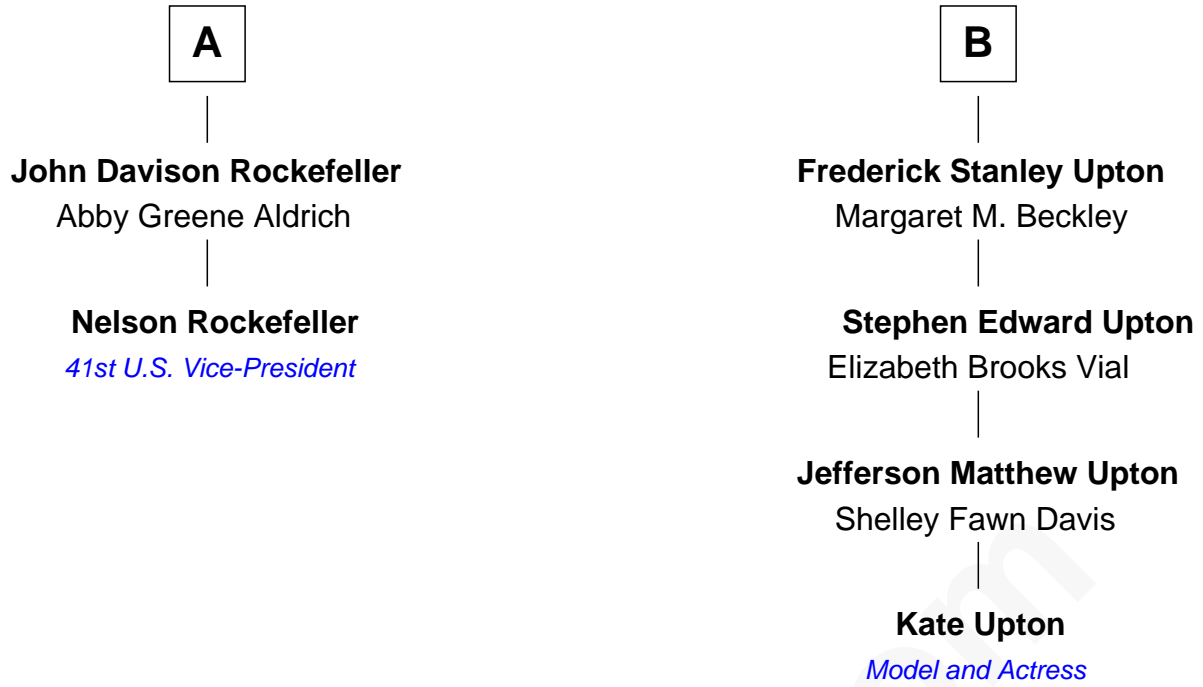 A
John Davison Rockefeller
Abby Greene Aldrich
Nelson Rockefeller
41st U.S. Vice-President
B
Frederick Stanley Upton
Margaret M. Beckley
Stephen Edward Upton
Elizabeth Brooks Vial
Jefferson Matthew Upton
Shelley Fawn Davis
Kate Upton
Model and Actress
om